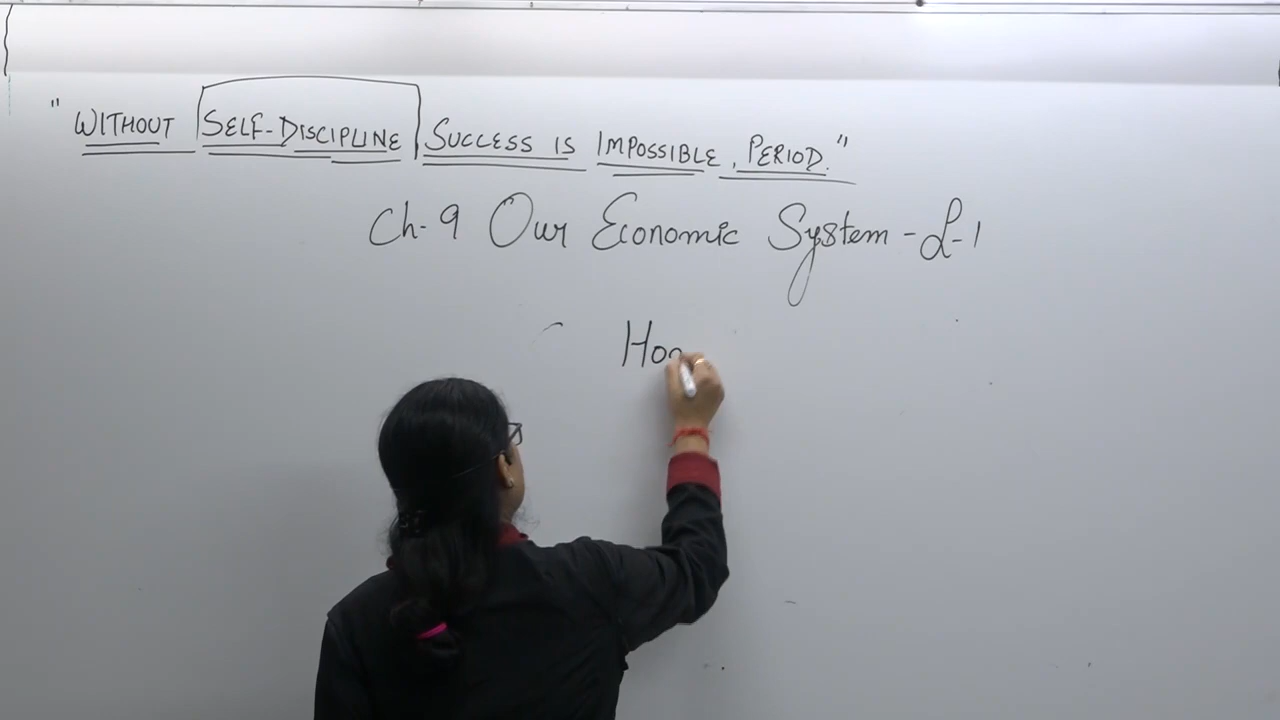 "WITHOUT SELF-DISCIPLINE SUCCESS IS IMPOSSIBLE, PERIOD."
Ch-9 Our Economic System - L-1